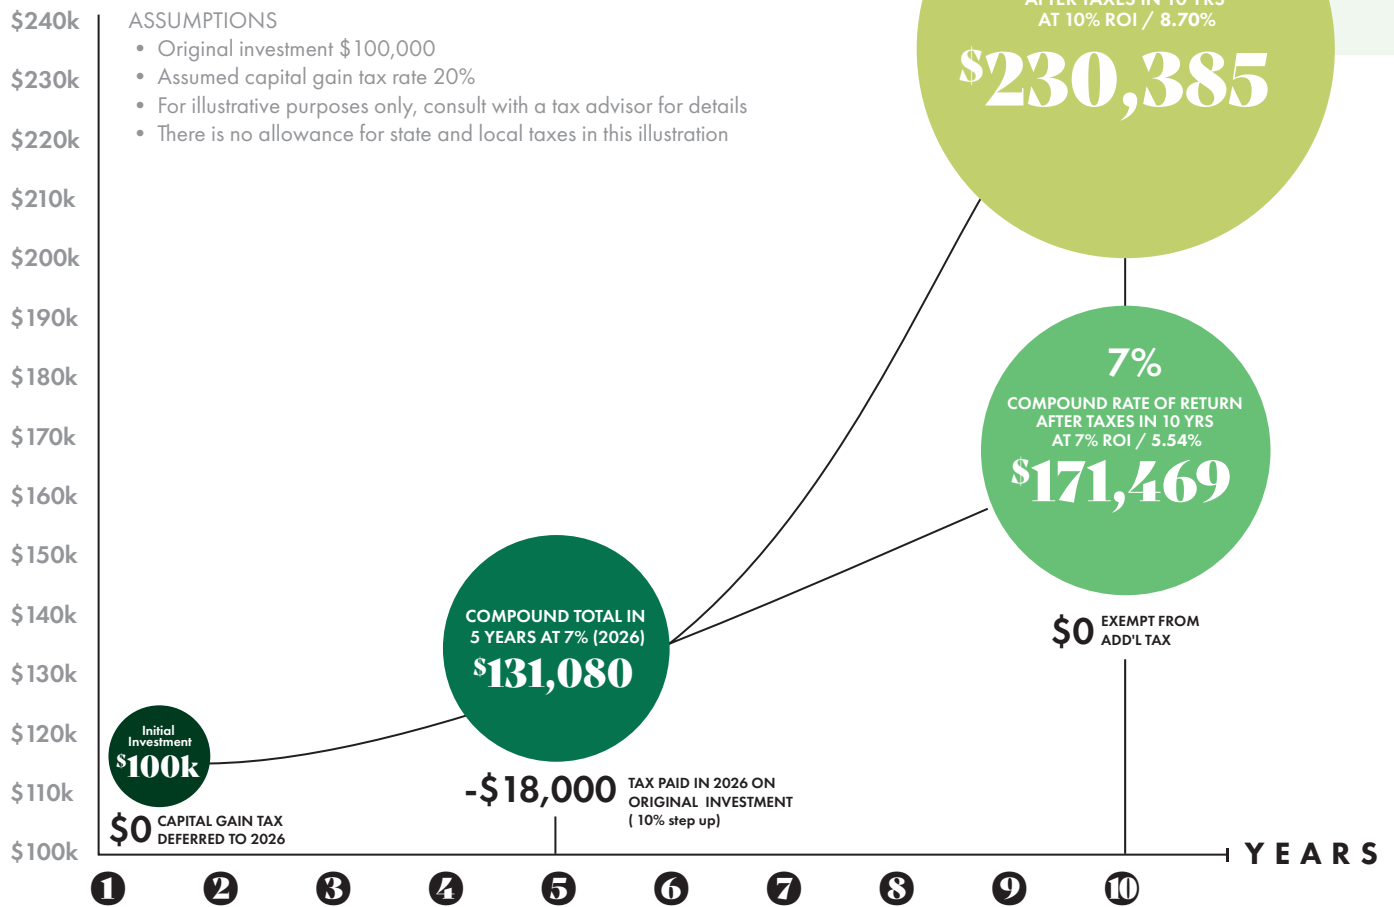 $240k
$230k
$220k
$210k
$200k
$190k
$180k
$170k
$160k
$150k
$140k
$130k
$120k
$110k
$100k
ASSUMPTIONS
• Original investment $100,000
• Assumed capital gain tax rate 20%
• For illustrative purposes only, consult with a tax advisor for details
• There is no allowance for state and local taxes in this illustration
AFTER TAXES IN 10 YRS
AT 10% ROI / 8.70%
$230,385
7%
COMPOUND RATE OF RETURN
AFTER TAXES IN 10 YRS
AT 7% ROI / 5.54%
$171,469
$0 EXEMPT FROM
ADD'L TAX
COMPOUND TOTAL IN
5 YEARS AT 7% (2026)
$131,080
-$18,000 TAX PAID IN 2026 ON
ORIGINAL INVESTMENT
( 10% step up)
Initial
Investment
$100k
$0 CAPITAL GAIN TAX
DEFERRED TO 2026
YEARS
1 2 3 4 5 6 7 8 9 10